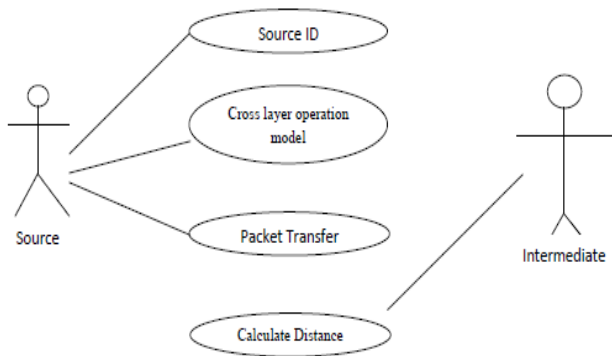 Source ID
Cross layer operation
model
Source
Packet Transfer
Intermediate
Calculate Distance